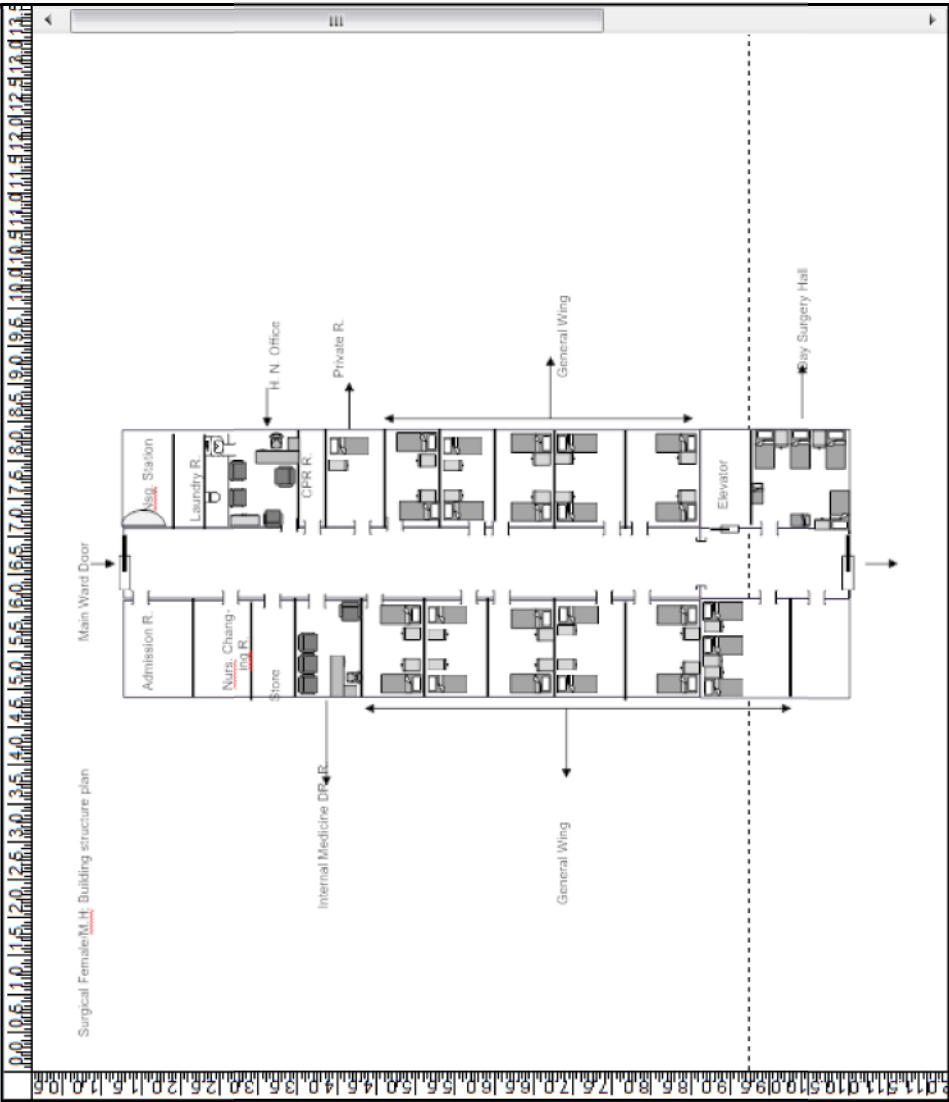 Surgical Female/M.H: Building structure plan
Main Ward Door
Nsg. Station
Laundry R.
H. N. Office
CPR R.
Private R.
General Wing
Elevator
Day Surgery Hall
Admission R.
Nurs. Chang-
ing R.
Store
Internal Medicine DR. R.
General Wing